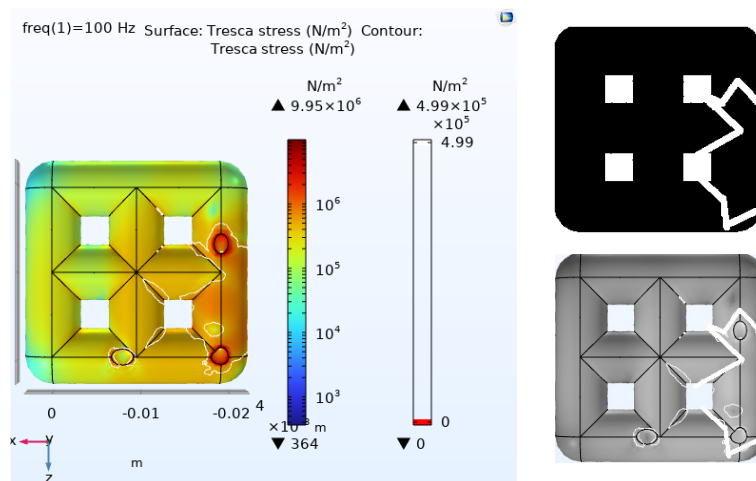 freq(1)=100 Hz Surface: Tresca stress (N/m²) Contour:
Tresca stress (N/m²)
N/m² N/m²
▲ 9.95×10⁶ ▲ 4.99×10⁵
×10⁵
4.99
10⁶
10⁵
10⁴
10³
0
▼ 364 ▼ 0
0 -0.01 -0.02 4
m
x y
z
m